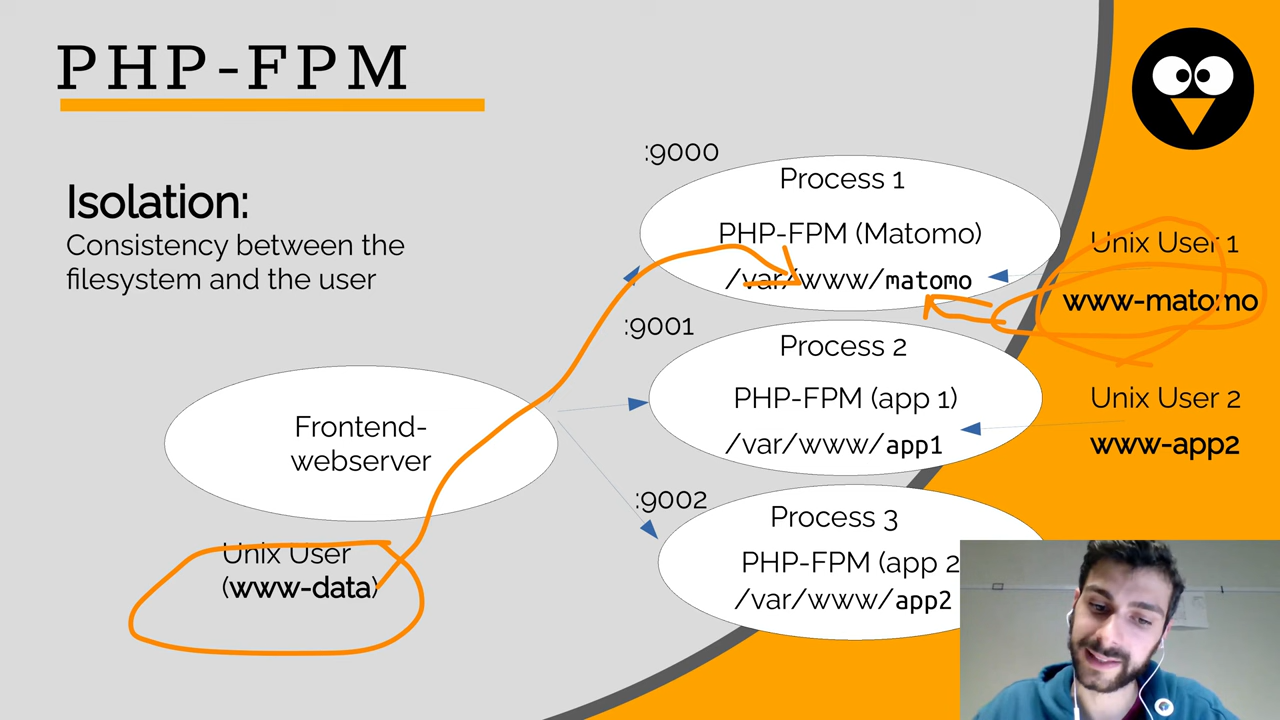 PHP-FPM
Isolation:
Consistency between the
filesystem and the user
Frontend-
webserver
Unix User
(www-data)
:9000
Process 1
PHP-FPM (Matomo)
/var/www/matomo
:9001
Process 2
PHP-FPM (app 1)
/var/www/app1
:9002
Process 3
PHP-FPM (app 2
/var/www/app2
Unix User 1
www-matomo
Unix User 2
www-app2